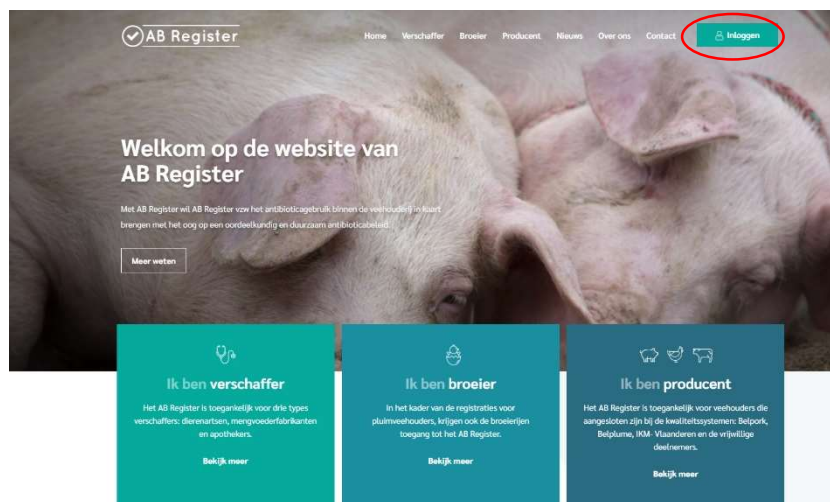 AB Register
Home Verschaffer Broeier Producent Nieuws Over ons Contact Inloggen
Welkom op de website van
AB Register
Met AB Register wil AB Register vzw het antibioticagebruik binnen de veehouderij in kaart
brengen met het oog op een oordeelkundig en duurzaam antibioticabeleid.
Meer weten
Ik ben verschaffer
Het AB Register is toegankelijk voor drie types
verschaffers: dierenartsen, mengvoederfabrikanten
en apothekers.
Bekijk meer
Ik ben broeier
In het kader van de registraties voor
pluimveehouders, krijgen ook de broeierijen
toegang tot het AB Register.
Bekijk meer
Ik ben producent
Het AB Register is toegankelijk voor veehouders die
aangesloten zijn bij de kwaliteitssystemen: Belpork,
Belplume, IKM- Vlaanderen en de vrijwillige
deelnemers.
Bekijk meer